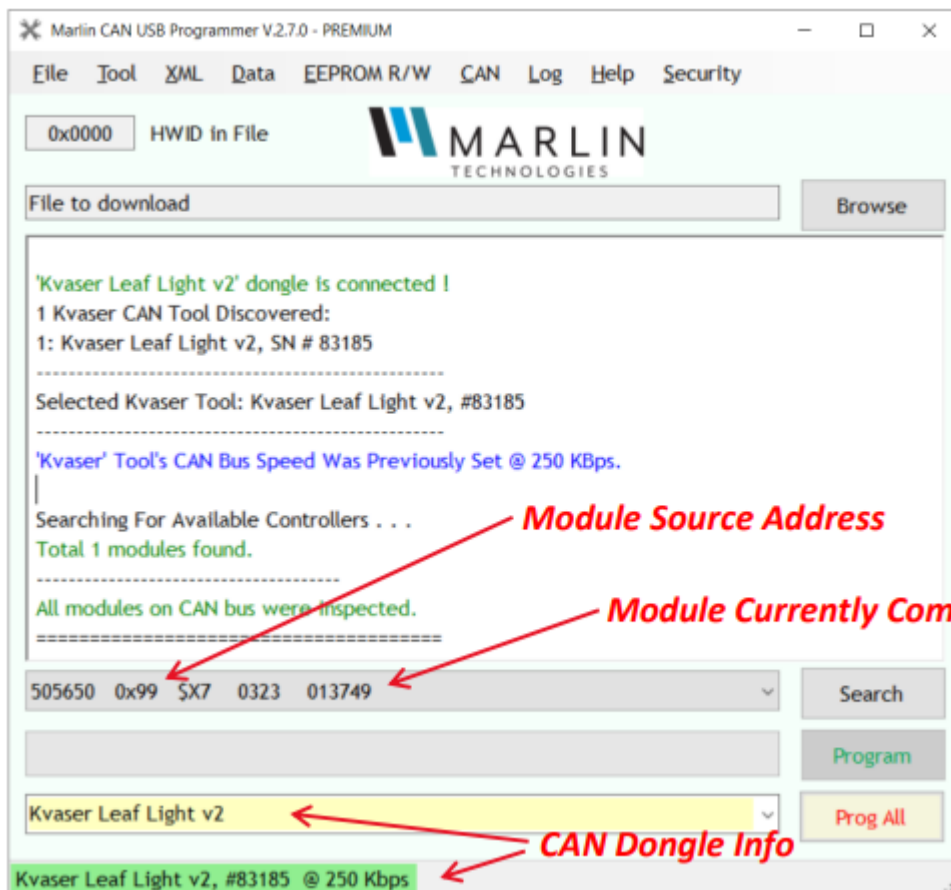 Marlin CAN USB Programmer V.2.7.0 - PREMIUM
File Tool XML Data EEPROM R/W CAN Log Help Security
0x0000 HWID in File
MARLIN
TECHNOLOGIES
File to download Browse
'Kvaser Leaf Light v2' dongle is connected !
1 Kvaser CAN Tool Discovered:
1: Kvaser Leaf Light v2, SN # 83185
---------------------------------------------------
Selected Kvaser Tool: Kvaser Leaf Light v2, #83185
---------------------------------------------------
'Kvaser' Tool's CAN Bus Speed Was Previously Set @ 250 KBps.
Searching For Available Controllers . . .
Module Source Address
Total 1 modules found.
--------------------------------------
All modules on CAN bus were inspected.
Module Currently Com
=======================================
505650 0x99 $X7 0323 013749 Search
Program
Kvaser Leaf Light v2 Prog All
CAN Dongle Info
Kvaser Leaf Light v2, #83185 @ 250 Kbps